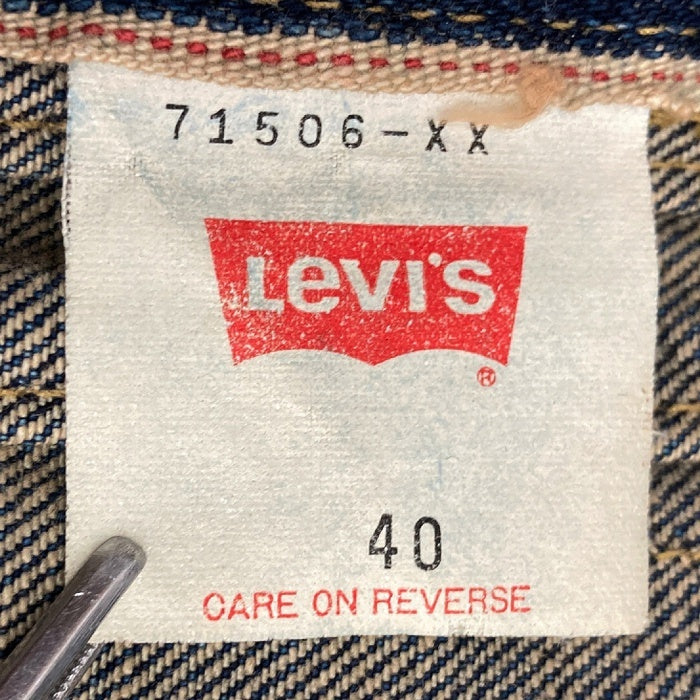 71506-XX
LEVI'S
®
40
CARE ON REVERSE